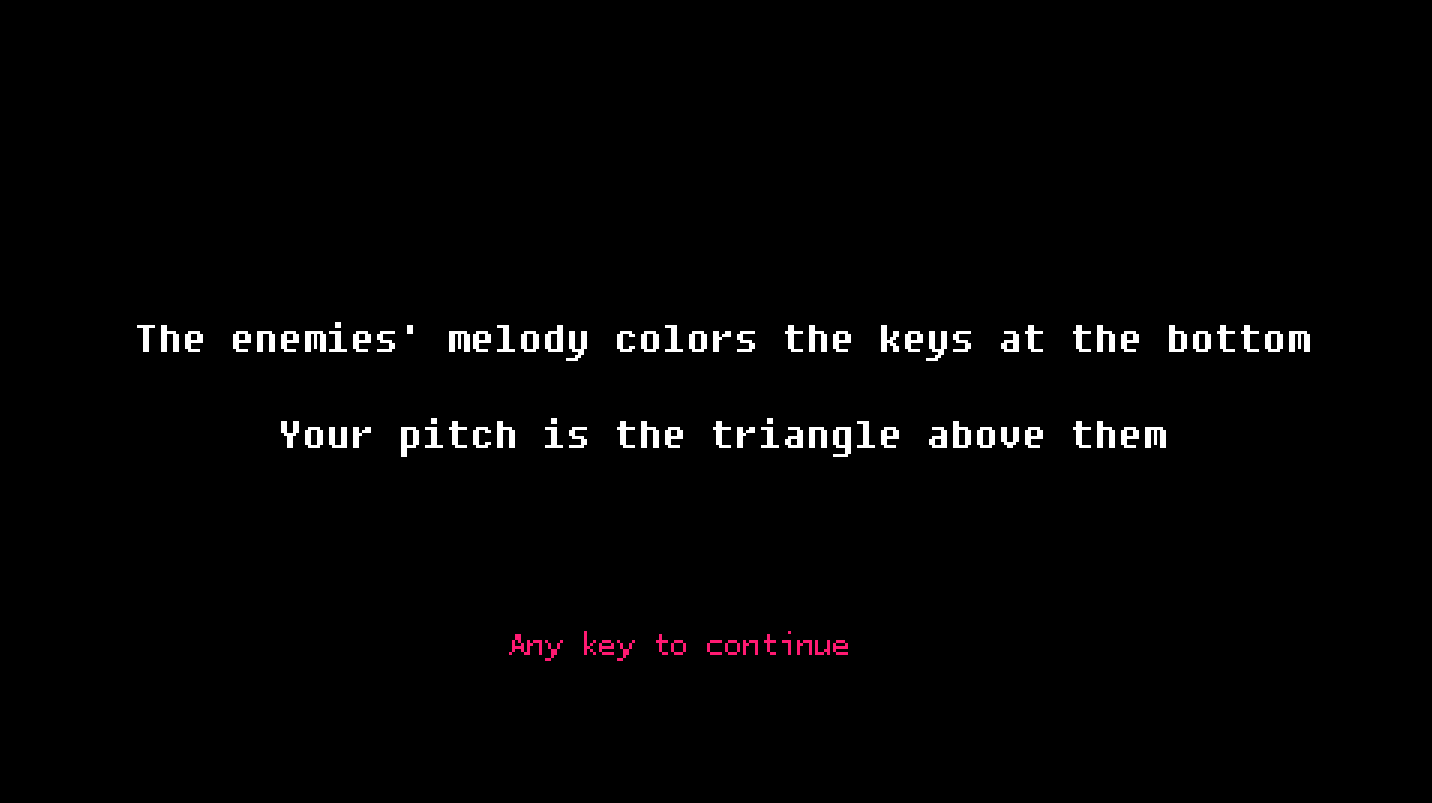 The enemies' melody colors the keys at the bottom
Your pitch is the triangle above them
Any key to continue